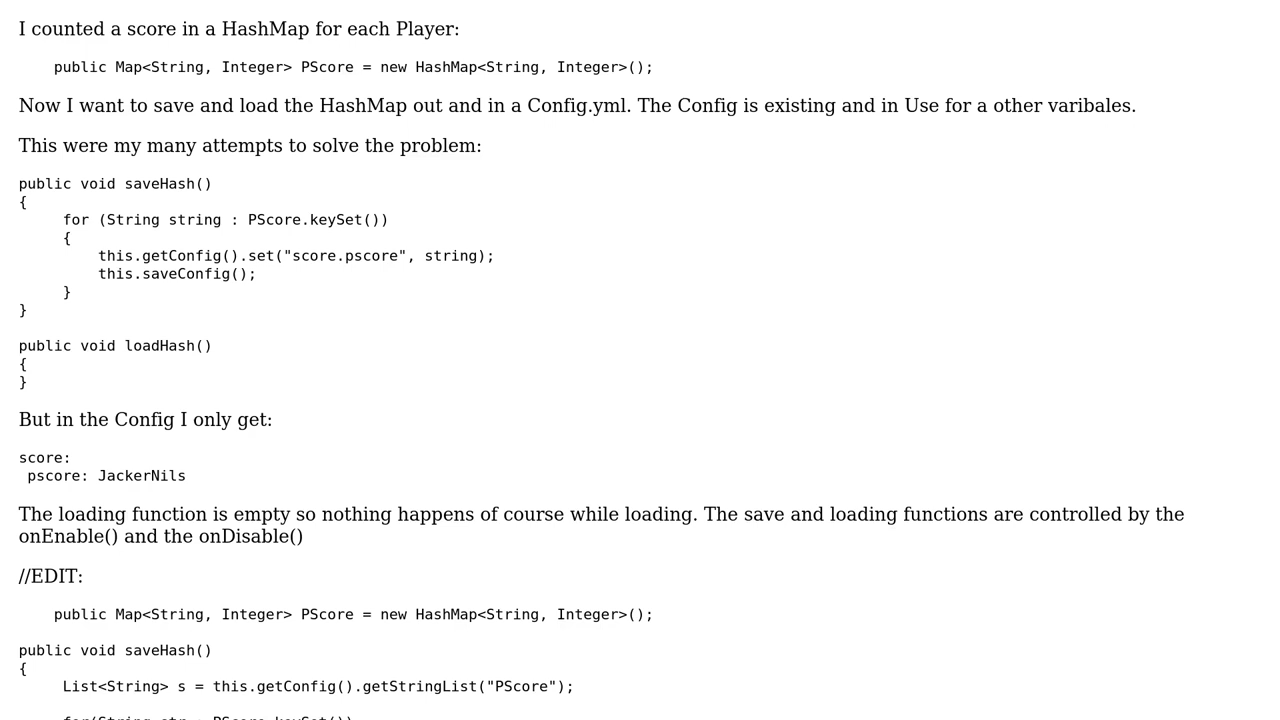 I counted a score in a HashMap for each Player:
public Map<String, Integer> PScore = new HashMap<String, Integer>();
Now I want to save and load the HashMap out and in a Config.yml. The Config is existing and in Use for a other varibales.
This were my many attempts to solve the problem:
public void saveHash()
{
for (String string : PScore.keySet())
{
this.getConfig().set("score.pscore", string);
this.saveConfig();
}
}
public void loadHash()
{
}
But in the Config I only get:
score:
pscore: JackerNils
The loading function is empty so nothing happens of course while loading. The save and loading functions are controlled by the
onEnable() and the onDisable()
//EDIT:
public Map<String, Integer> PScore = new HashMap<String, Integer>();
public void saveHash()
{
List<String> s = this.getConfig().getStringList("PScore");
for(String str : PScore.keySet())